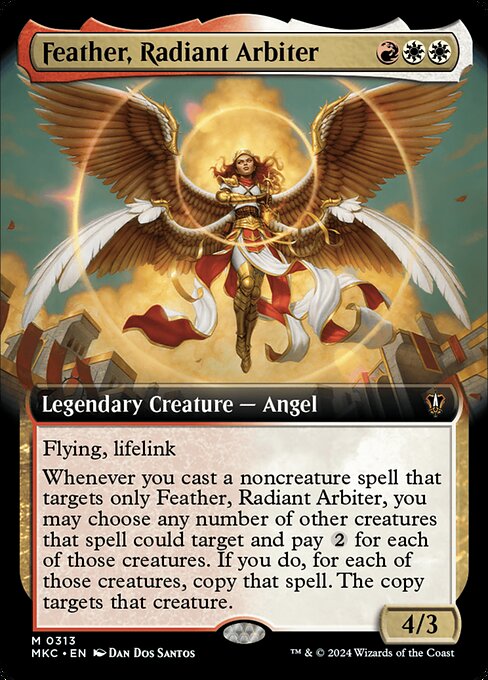 Feather, Radiant Arbiter
Legendary Creature — Angel
Flying, lifelink
Whenever you cast a noncreature spell that
targets only Feather, Radiant Arbiter, you
may choose any number of other creatures
that spell could target and pay 2 for each
of those creatures. If you do, for each of
those creatures, copy that spell. The copy
targets that creature.
4/3
M 0313
MKC • EN Dan Dos Santos
™ & © 2024 Wizards of the Coast